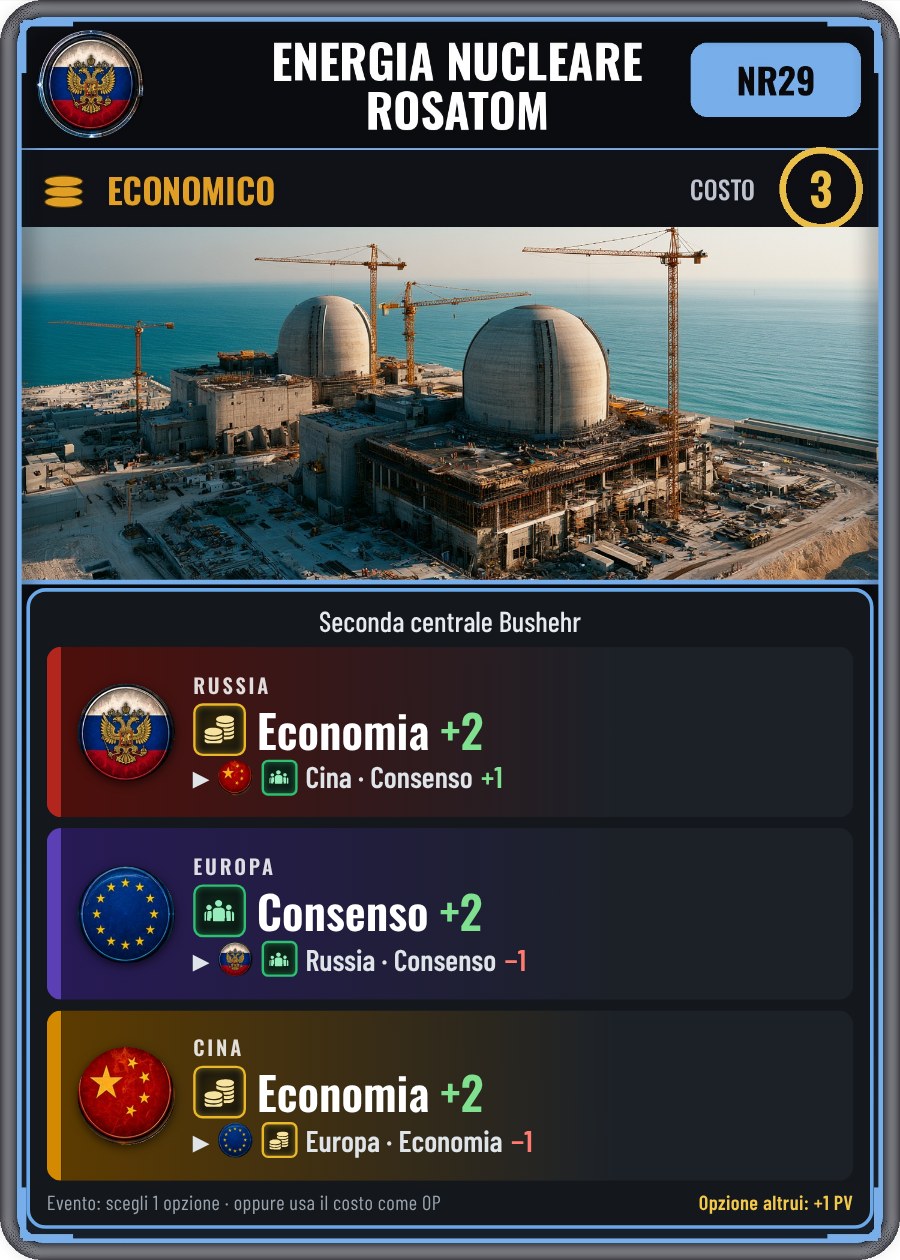 ENERGIA NUCLEARE
ROSATOM
NR29
ECONOMICO
COSTO
3
Seconda centrale Bushehr
RUSSIA
Economia +2
▶ Cina · Consenso +1
EUROPA
Consenso +2
▶ Russia · Consenso −1
CINA
Economia +2
▶ Europa · Economia −1
Evento: scegli 1 opzione · oppure usa il costo come OP
Opzione altrui: +1 PV